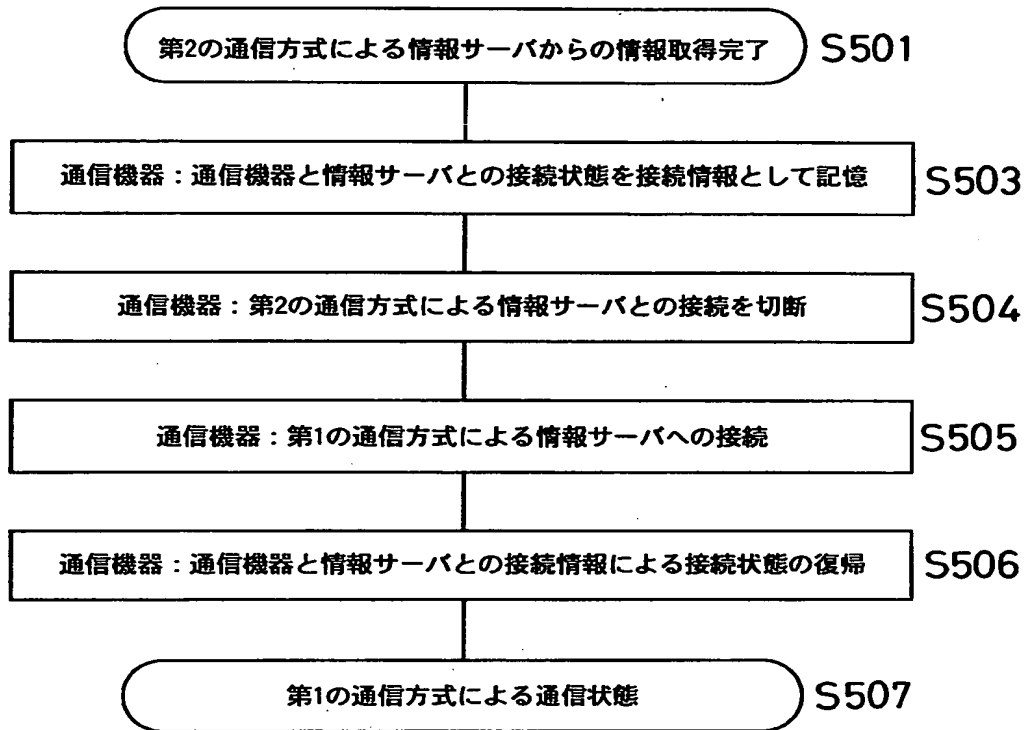 第2の通信方式による情報サーバからの情報取得完了 S501
通信機器：通信機器と情報サーバとの接続状態を接続情報として記憶 S503
通信機器：第2の通信方式による情報サーバとの接続を切断 S504
通信機器：第1の通信方式による情報サーバへの接続 S505
通信機器：通信機器と情報サーバとの接続情報による接続状態の復帰 S506
第1の通信方式による通信状態 S507